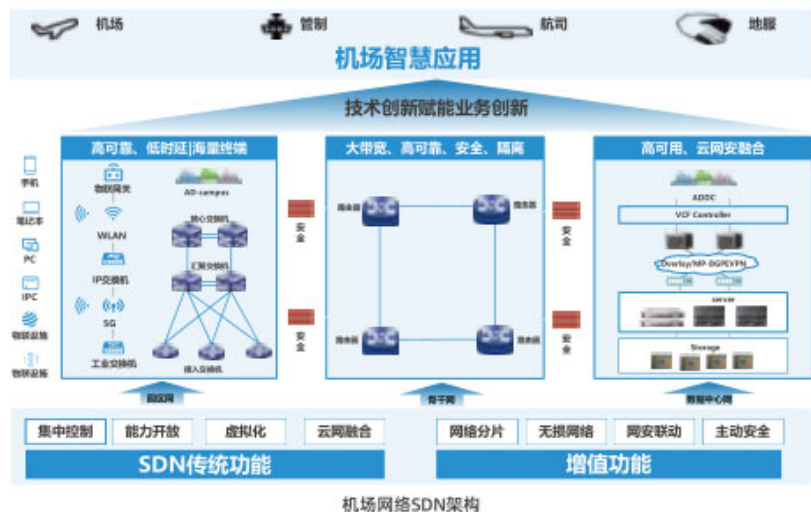 机场
管制
航司
地服
机场智慧应用
技术创新赋能业务创新
高可靠、低时延|海量终端
大带宽、高可靠、安全、隔离
高可用、云网安融合
手机
笔记本
PC
IPC
物联设施
物联设施
物联网关
WLAN
IP交换机
5G
工业交换机
AD-campus
核心交换机
汇聚交换机
接入交换机
安全
安全
路由器
路由器
路由器
路由器
安全
安全
ADDC
VCF Controller
Overlay/MP-BGPEVPN
server
Storage
园区网
骨干网
数据中心网
集中控制
能力开放
虚拟化
云网融合
SDN传统功能
网络分片
无损网络
网安联动
主动安全
增值功能
机场网络SDN架构